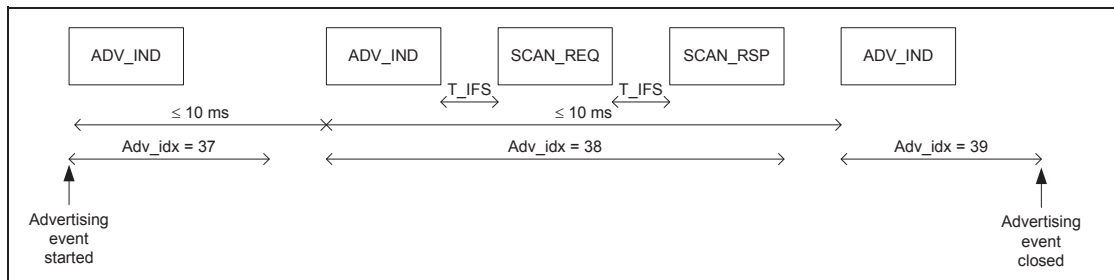 ADV_IND
ADV_IND
SCAN_REQ
SCAN_RSP
ADV_IND
T_IFS
T_IFS
≤ 10 ms
≤ 10 ms
Adv_idx = 37
Adv_idx = 38
Adv_idx = 39
Advertising
event
started
Advertising
event
closed